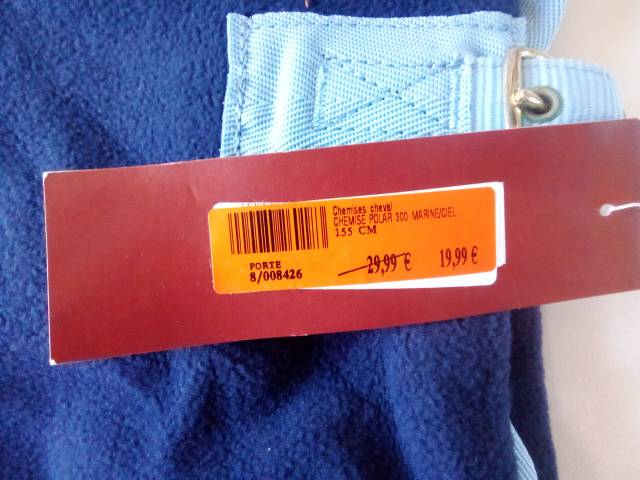 Chemises cheval
CHEMISE POLAR 300 MARINE/CIEL
155 CM
PORTE
8/008426
29,99 € 19,99 €